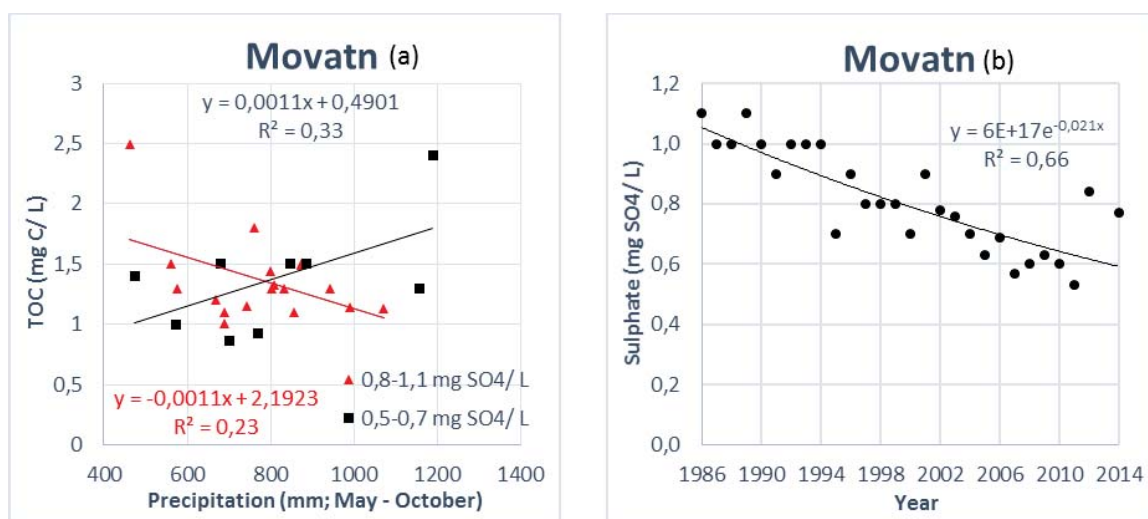 Movatn (a)
3
2,5
2
1,5
1
0,5
0
TOC (mg C/ L)
y = 0,0011x + 0,4901
R² = 0,33
0,8-1,1 mg SO4/ L
0,5-0,7 mg SO4/ L
y = -0,0011x + 2,1923
R² = 0,23
400 600 800 1000 1200 1400
Precipitation (mm; May - October)
Movatn (b)
1,2
1,0
0,8
0,6
0,4
0,2
0,0
Sulphate (mg SO4/ L)
y = 6E+17e^-0,021x
R² = 0,66
1986 1990 1994 1998 2002 2006 2010 2014
Year